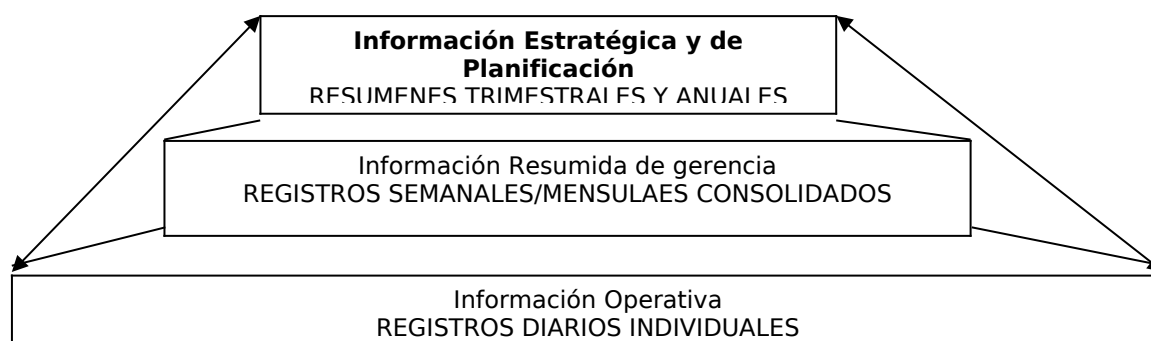 Información Estratégica y de
Planificación
RESUMENES TRIMESTRALES Y ANUALES
Información Resumida de gerencia
REGISTROS SEMANALES/MENSULAES CONSOLIDADOS
Información Operativa
REGISTROS DIARIOS INDIVIDUALES